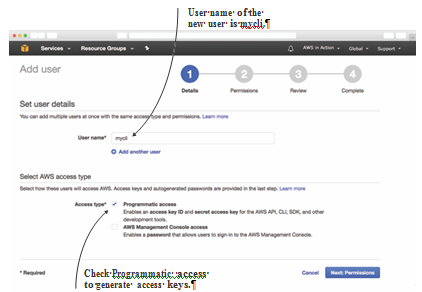 User name of the
new user is mycli.¶
Services
Resource Groups
AWS in Action
Global
Support
Add user
1
2
3
4
Details
Permissions
Review
Complete
Set user details
You can add multiple users at once with the same access type and permissions. Learn more
User name*
mycli
Add another user
Select AWS access type
Select how these users will access AWS. Access keys and autogenerated passwords are provided in the last step. Learn more
Access type*
Programmatic access
Enables an access key ID and secret access key for the AWS API, CLI, SDK, and other
development tools.
AWS Management Console access
Enables a password that allows users to sign-in to the AWS Management Console.
* Required
Check Programmatic access
to generate access keys.¶
Cancel
Next: Permissions